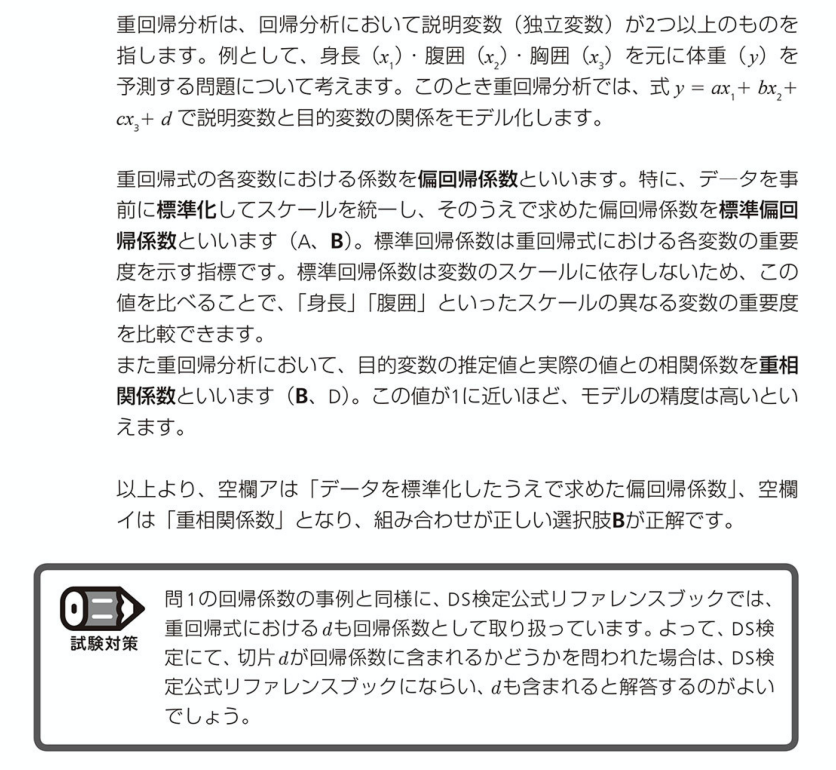 重回帰分析は、回帰分析において説明変数（独立変数）が2つ以上のものを
指します。例として、身長（x₁）・腹囲（x₂）・胸囲（x₃）を元に体重（y）を
予測する問題について考えます。このとき重回帰分析では、式 y = ax₁+ bx₂+
cx₃+ d で説明変数と目的変数の関係をモデル化します。
重回帰式の各変数における係数を偏回帰係数といいます。特に、データを事
前に標準化してスケールを統一し、そのうえで求めた偏回帰係数を標準偏回
帰係数といいます（A、B）。標準回帰係数は重回帰式における各変数の重要
度を示す指標です。標準回帰係数は変数のスケールに依存しないため、この
値を比べることで、「身長」「腹囲」といったスケールの異なる変数の重要度
を比較できます。
また重回帰分析において、目的変数の推定値と実際の値との相関係数を重相
関係数といいます（B、D）。この値が1に近いほど、モデルの精度は高いとい
えます。
以上より、空欄アは「データを標準化したうえで求めた偏回帰係数」、空欄
イは「重相関係数」となり、組み合わせが正しい選択肢Bが正解です。
試験対策
問1の回帰係数の事例と同様に、DS検定公式リファレンスブックでは、
重回帰式におけるdも回帰係数として取り扱っています。よって、DS検
定にて、切片dが回帰係数に含まれるかどうかを問われた場合は、DS検
定公式リファレンスブックにならい、dも含まれると解答するのがよい
でしょう。